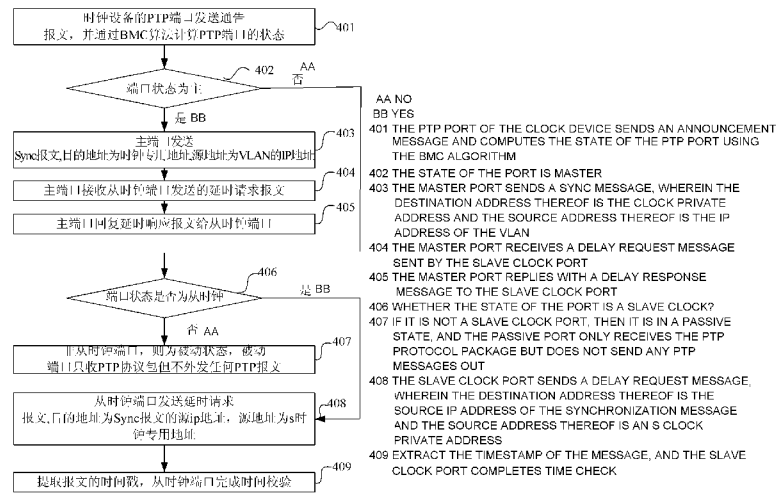 时钟设备的PTP端口发送通告
报文，并通过BMC算法计算PTP端口的状态
401
402
AA
否
端口状态为主
是 BB
主端口发送
Sync报文,目的地址为时钟专用地址,源地址为VLAN的IP地址
403
主端口接收从时钟端口发送的延时请求报文
404
主端口回复延时响应报文给从时钟端口
405
406
端口状态是否为从时钟
是 BB
否 AA
非从时钟端口，则为被动状态，被动
端口只收PTP协议包但不外发任何PTP报文
407
从时钟端口发送延时请求
报文,目的地址为Sync报文的源ip地址，源地址为s时
钟专用地址
408
提取报文的时间戳，从时钟端口完成时间校验
409
AA NO
BB YES
401 THE PTP PORT OF THE CLOCK DEVICE SENDS AN ANNOUNCEMENT
MESSAGE AND COMPUTES THE STATE OF THE PTP PORT USING
THE BMC ALGORITHM
402 THE STATE OF THE PORT IS MASTER
403 THE MASTER PORT SENDS A SYNC MESSAGE, WHEREIN THE
DESTINATION ADDRESS THEREOF IS THE CLOCK PRIVATE
ADDRESS AND THE SOURCE ADDRESS THEREOF IS THE IP
ADDRESS OF THE VLAN
404 THE MASTER PORT RECEIVES A DELAY REQUEST MESSAGE
SENT BY THE SLAVE CLOCK PORT
405 THE MASTER PORT REPLIES WITH A DELAY RESPONSE
MESSAGE TO THE SLAVE CLOCK PORT
406 WHETHER THE STATE OF THE PORT IS A SLAVE CLOCK?
407 IF IT IS NOT A SLAVE CLOCK PORT, THEN IT IS IN A PASSIVE
STATE, AND THE PASSIVE PORT ONLY RECEIVES THE PTP
PROTOCOL PACKAGE BUT DOES NOT SEND ANY PTP
MESSAGES OUT
408 THE SLAVE CLOCK PORT SENDS A DELAY REQUEST MESSAGE,
WHEREIN THE DESTINATION ADDRESS THEREOF IS THE
SOURCE IP ADDRESS OF THE SYNCHRONIZATION MESSAGE
AND THE SOURCE ADDRESS THEREOF IS AN S CLOCK
PRIVATE ADDRESS
409 EXTRACT THE TIMESTAMP OF THE MESSAGE, AND THE SLAVE
CLOCK PORT COMPLETES TIME CHECK